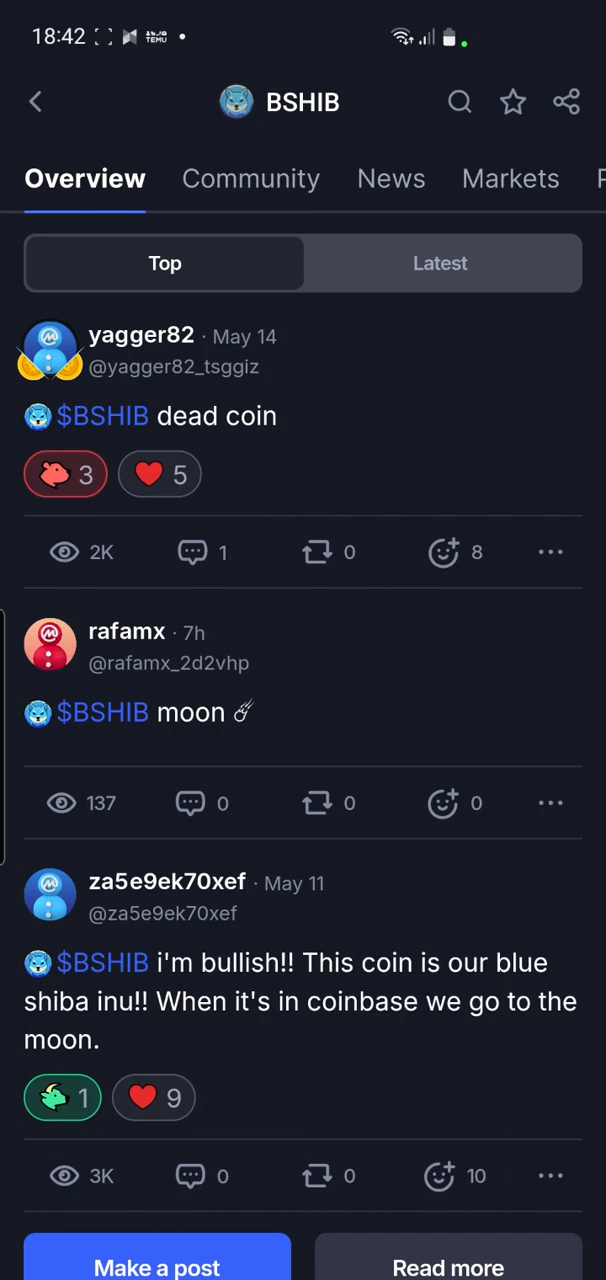 18:42 TEMU
BSHIB
Overview Community News Markets
Top Latest
yagger82 · May 14
@yagger82_tsggiz
$BSHIB dead coin
3 5
2K 1 0 8
rafamx · 7h
@rafamx_2d2vhp
$BSHIB moon ☄
137 0 0 0
za5e9ek70xef · May 11
@za5e9ek70xef
$BSHIB i'm bullish!! This coin is our blue
shiba inu!! When it's in coinbase we go to the
moon.
1 9
3K 0 0 10
Make a post Read more